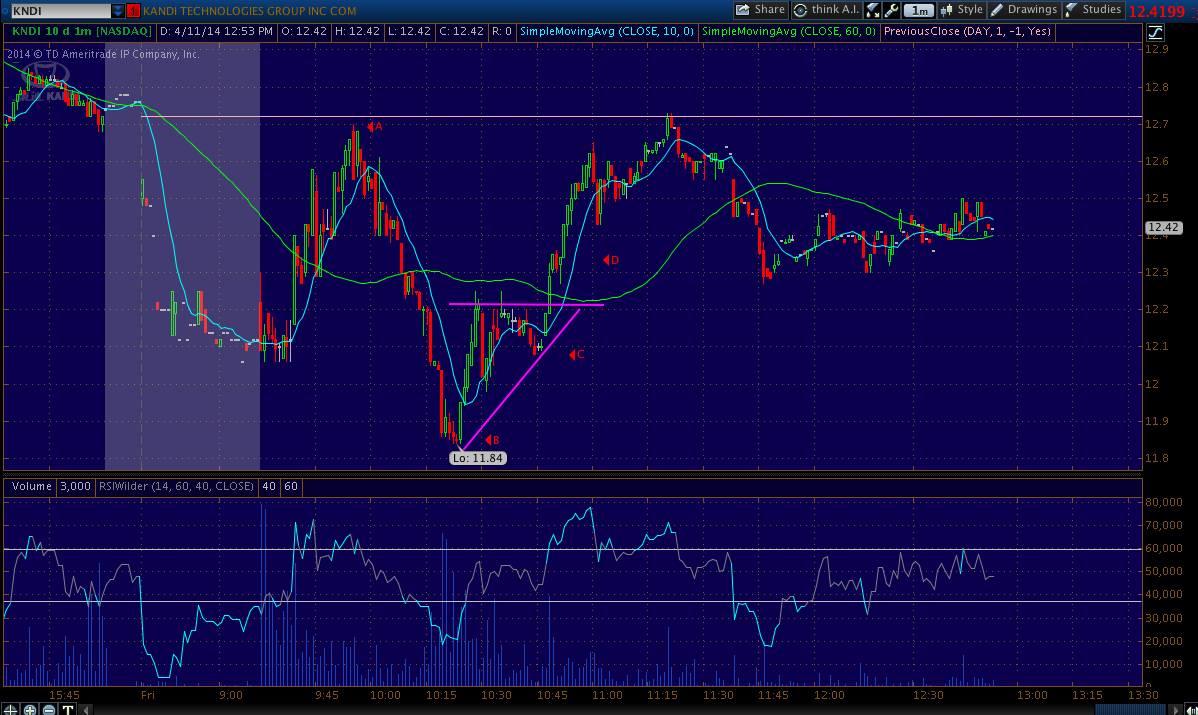 KNDI 1 KANDI TECHNOLOGIES GROUP INC COM Share think A.I. 1m Style Drawings Studies 12.4199
KNDI 10 d 1m [NASDAQ] D: 4/11/14 12:53 PM O: 12.42 H: 12.42 L: 12.42 C: 12.42 R: 0 SimpleMovingAvg (CLOSE, 10, 0) SimpleMovingAvg (CLOSE, 60, 0) PreviousClose (DAY, 1, -1, Yes)
2014 © TD Ameritrade IP Company, Inc.
12.9
12.8
12.7
A
12.6
12.5
12.42
12.4
D
12.3
12.2
12.1
C
12
11.9
B
Lo: 11.84
11.8
Volume 3,000 RSIWilder (14, 60, 40, CLOSE) 40 60
80,000
70,000
60,000
50,000
40,000
30,000
20,000
10,000
0
15:45 Fri 9:00 9:45 10:00 10:15 10:30 10:45 11:00 11:15 11:30 11:45 12:00 12:30 13:00 13:15 13:30
T